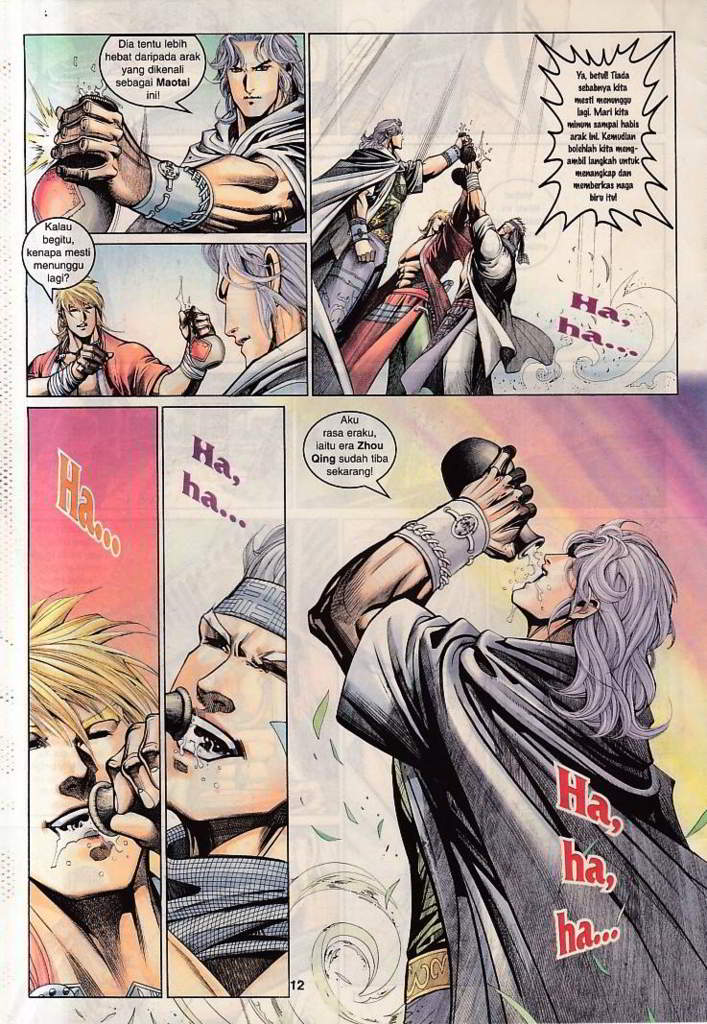 Dia tentu lebih
hebat daripada arak
yang dikenali
sebagai Maotai
ini!
Kalau
begitu,
kenapa mesti
menunggu
lagi?
Ya, betul! Tiada
sebabnya kita
mesti menunggu
lagi. Mari kita
minum sampai habis
arak ini. Kemudian
bolehlah kita meng-
ambil langkah untuk
menangkap dan
memberkas naga
biru itu!
Ha,
ha...
Ha...
Ha,
ha...
Aku
rasa eraku,
iaitu era Zhou
Qing sudah tiba
sekarang!
Ha,
ha,
ha...
12